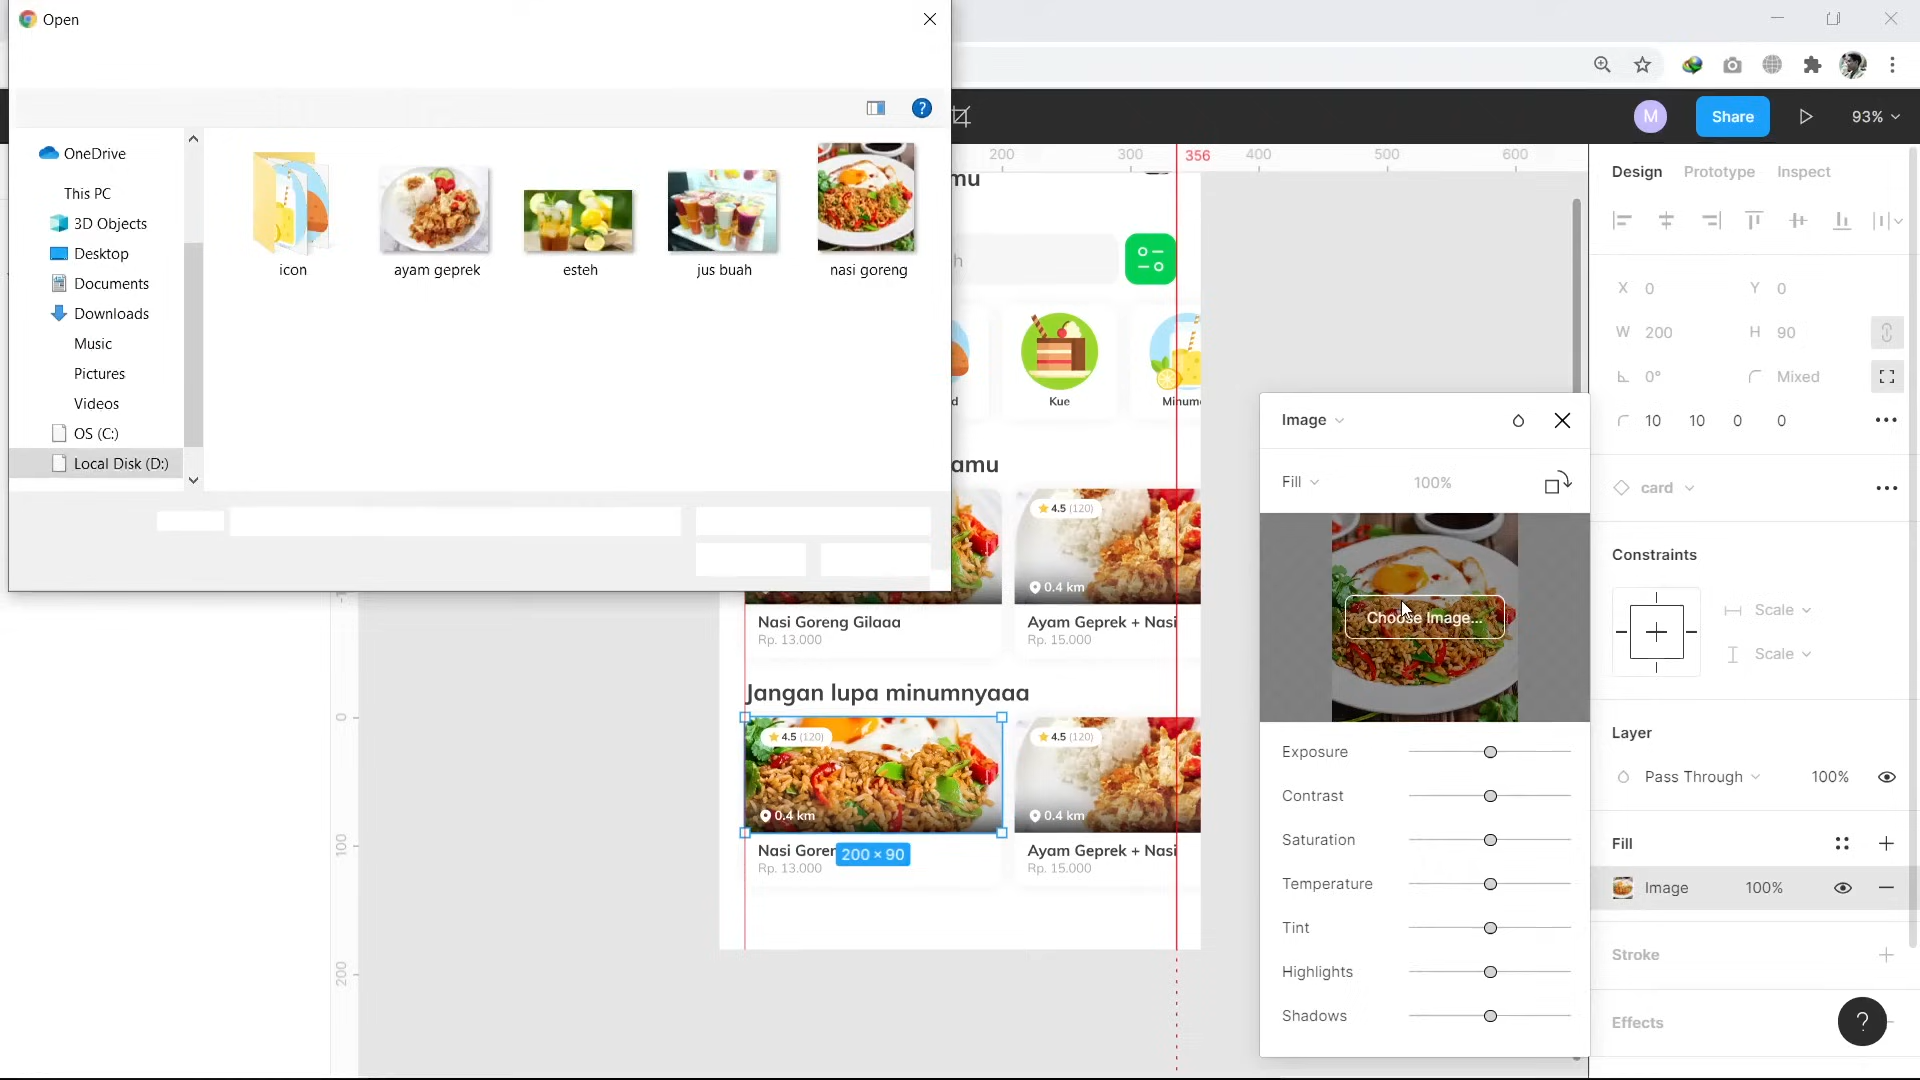 Open
OneDrive
This PC
3D Objects
Desktop
Documents
Downloads
Music
Pictures
Videos
OS (C:)
Local Disk (D:)
icon
ayam geprek
esteh
jus buah
nasi goreng
M
Share
93%
200
300
356
400
500
600
mu
h
d
Kue
Minum
amu
4.5 (120)
0.4 km
Nasi Goreng Gilaaa
Rp. 13.000
Ayam Geprek + Nasi
Rp. 15.000
Jangan lupa minumnyaaa
4.5 (120)
4.5 (120)
0.4 km
0.4 km
Nasi Gorer
200 × 90
Rp. 13.000
Ayam Geprek + Nasi
Rp. 15.000
0
100
200
Image
Fill
100%
Choose Image...
Exposure
Contrast
Saturation
Temperature
Tint
Highlights
Shadows
Design Prototype Inspect
X 0 Y 0
W 200 H 90
0° Mixed
10 10 0 0
card
Constraints
Scale
Scale
Layer
Pass Through 100%
Fill
Image 100%
Stroke
Effects
?